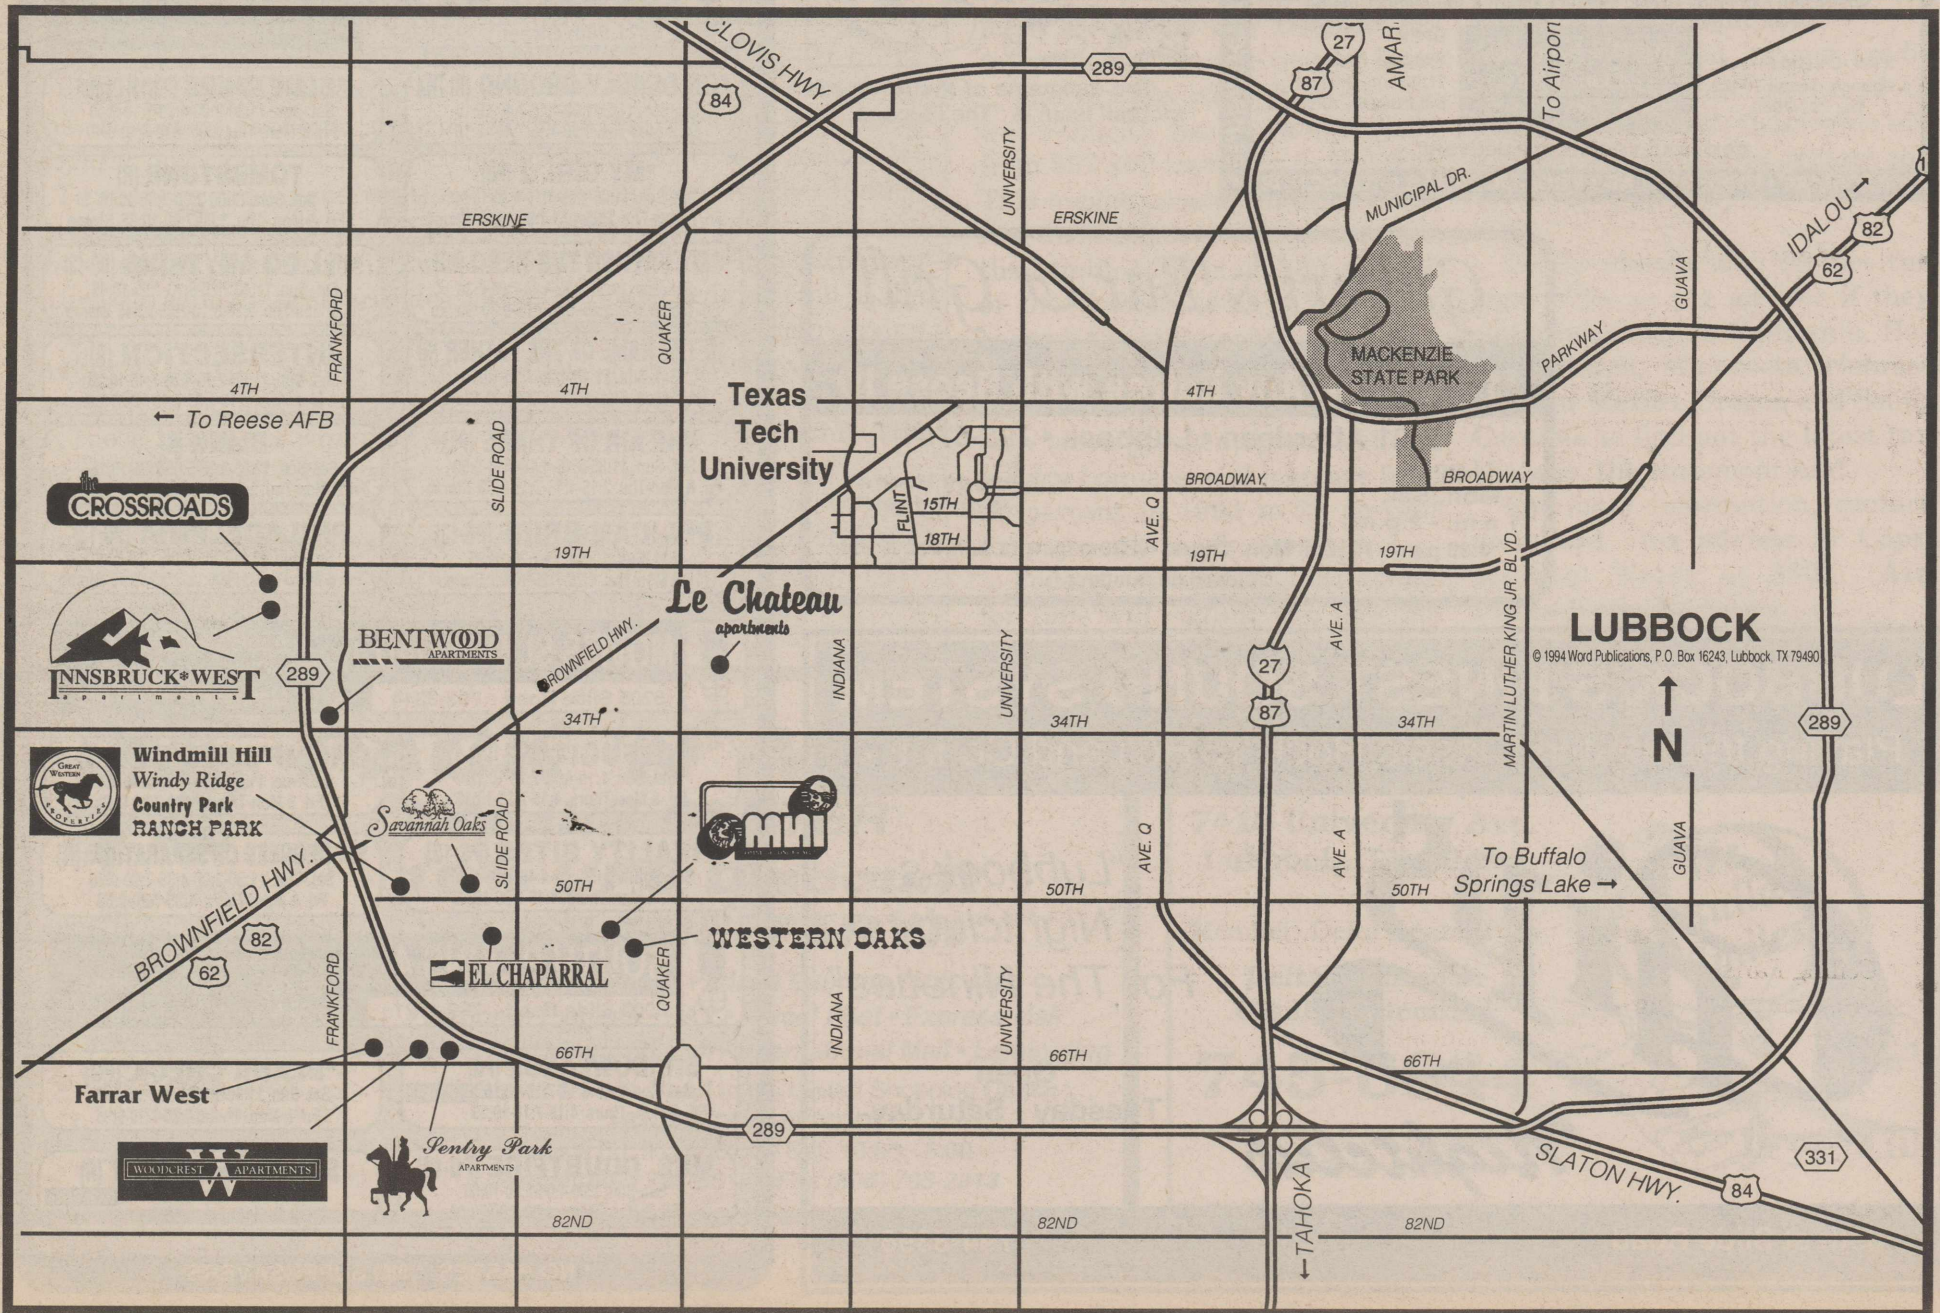 CLOVIS HWY.
84
289
27
87
AMAR
To Airport
UNIVERSITY
ERSKINE
ERSKINE
MUNICIPAL DR.
IDALOU →
82
62
FRANKFORD
QUAKER
GUAVA
PARKWAY
MACKENZIE
STATE PARK
4TH
4TH
4TH
← To Reese AFB
Texas
Tech
University
SLIDE ROAD
the
CROSSROADS
FLINT
15TH
18TH
AVE. Q
BROADWAY
BROADWAY
19TH
19TH
19TH
MARTIN LUTHER KING JR. BLVD.
INNSBRUCK*WEST
apartments
289
BENTWOOD
APARTMENTS
BROWNFIELD HWY.
Le Chateau
apartments
INDIANA
UNIVERSITY
27
87
AVE. A
LUBBOCK
© 1994 Word Publications, P.O. Box 16243, Lubbock, TX 79490
↑
N
34TH
34TH
34TH
289
GREAT
WESTERN
PROPERTIES
Windmill Hill
Windy Ridge
Country Park
RANCH PARK
Savannah Oaks
SLIDE ROAD
MHI
AVE. Q
AVE. A
To Buffalo
Springs Lake →
GUAVA
50TH
50TH
50TH
BROWNFIELD HWY.
82
62
WESTERN OAKS
EL CHAPARRAL
FRANKFORD
QUAKER
INDIANA
UNIVERSITY
66TH
66TH
66TH
Farrar West
289
WOODCREST W APARTMENTS
Sentry Park
APARTMENTS
SLATON HWY.
84
331
←TAHOKA
82ND
82ND
82ND